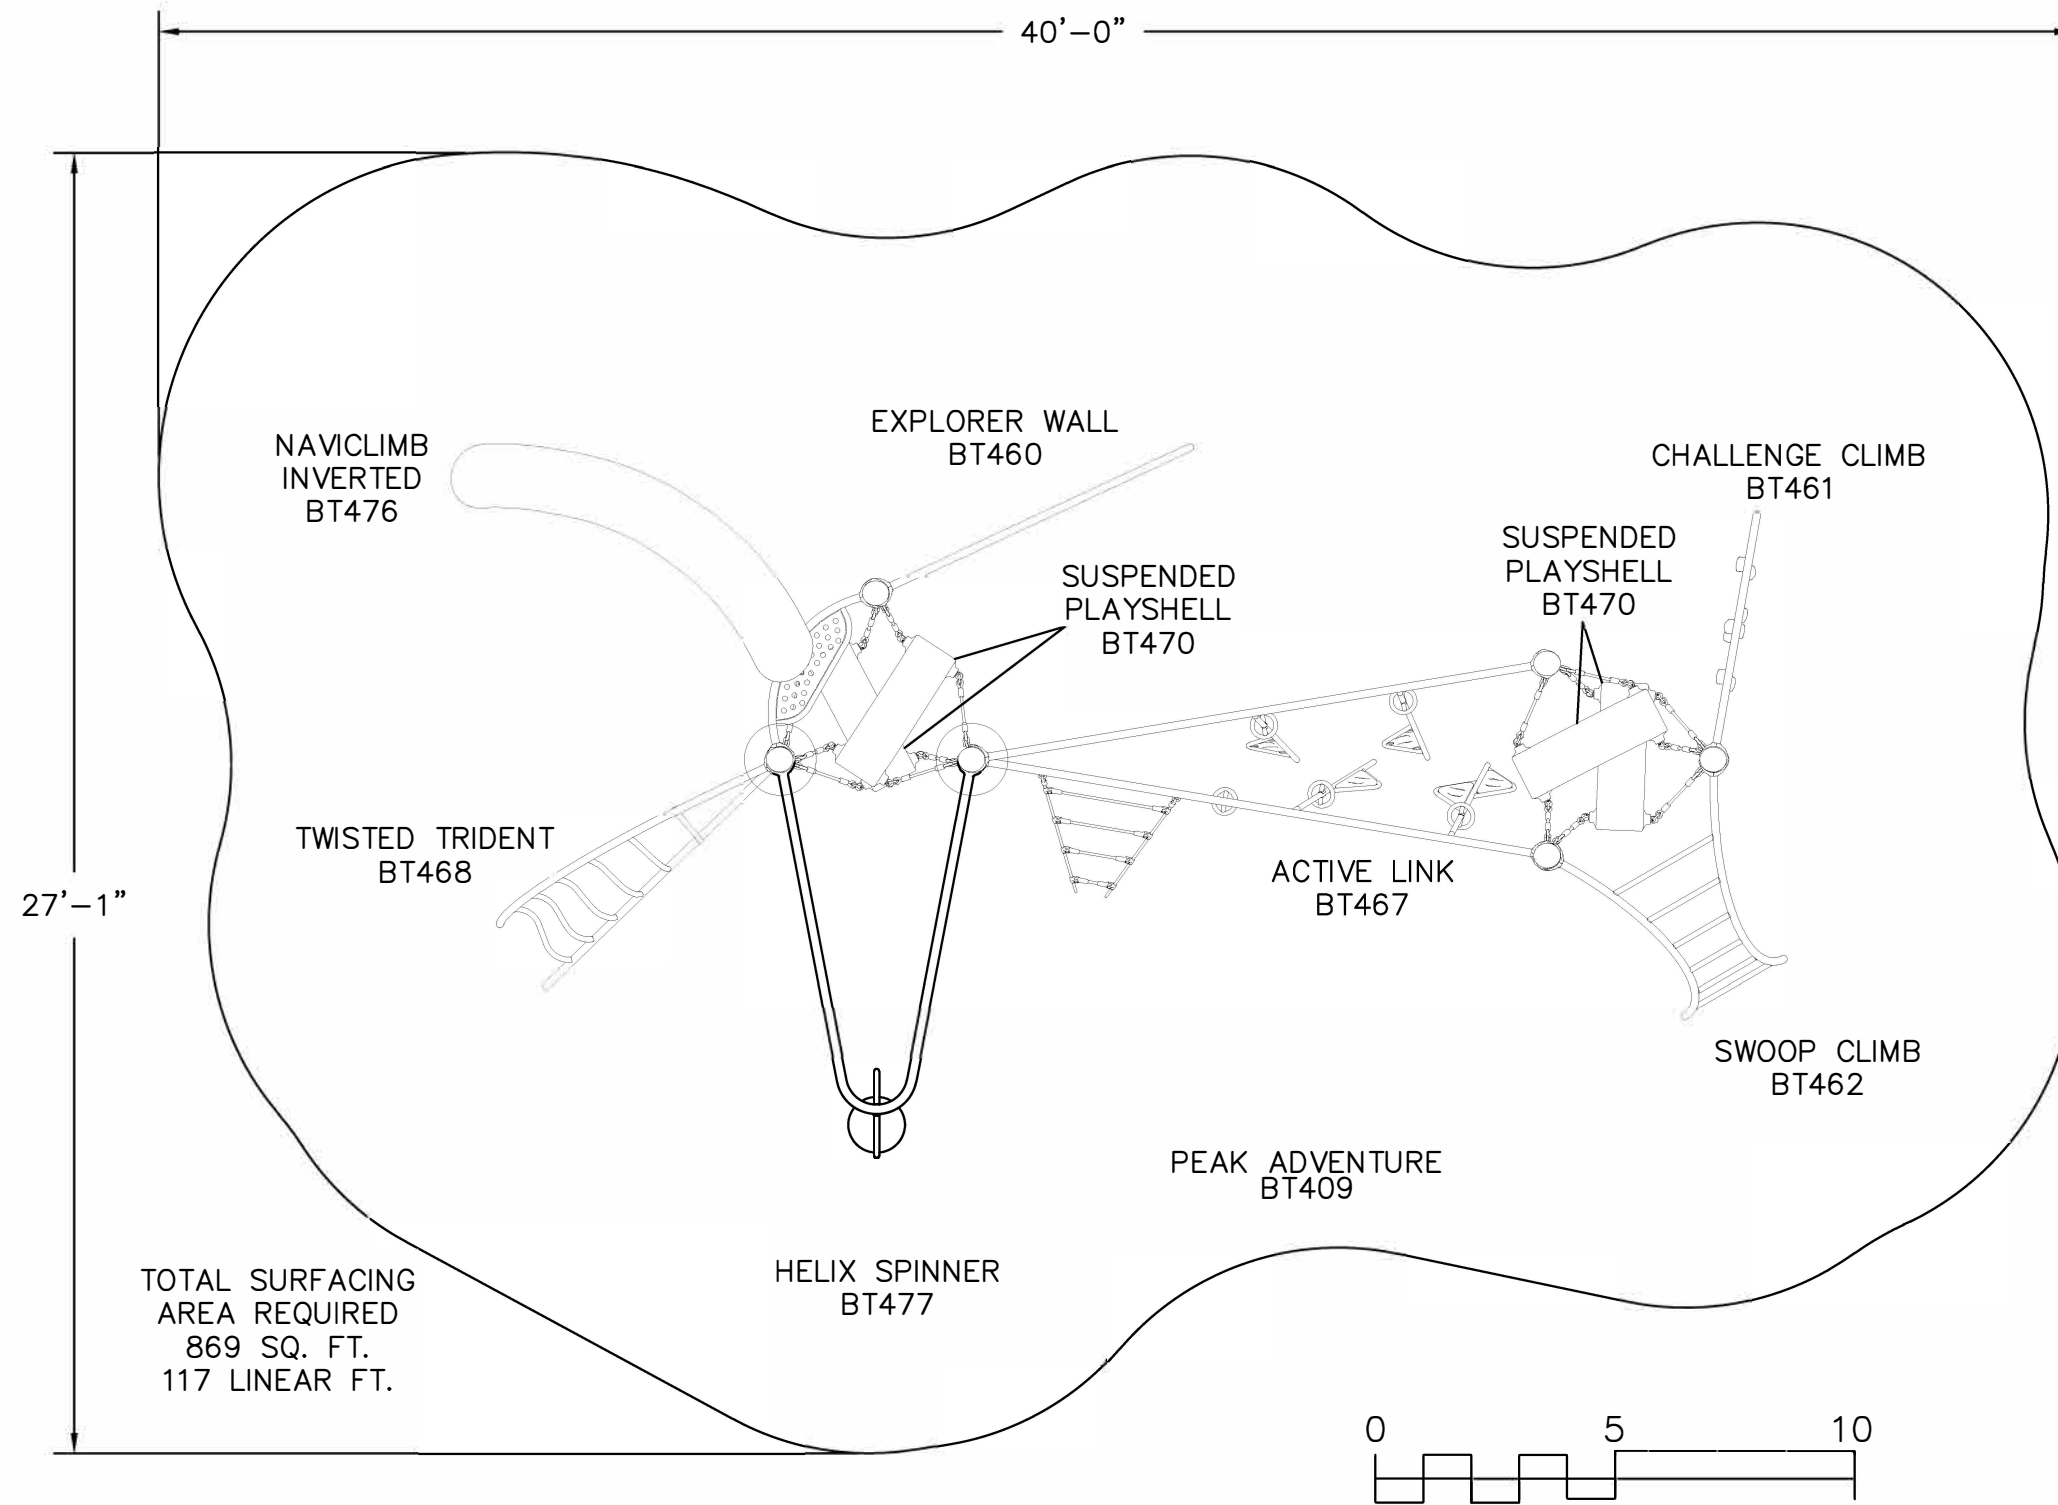 40'-0"
NAVICLIMB
INVERTED
BT476
EXPLORER WALL
BT460
CHALLENGE CLIMB
BT461
SUSPENDED
PLAYSHELL
BT470
SUSPENDED
PLAYSHELL
BT470
TWISTED TRIDENT
BT468
27'-1"
ACTIVE LINK
BT467
SWOOP CLIMB
BT462
PEAK ADVENTURE
BT409
HELIX SPINNER
BT477
TOTAL SURFACING
AREA REQUIRED
869 SQ. FT.
117 LINEAR FT.
0 5 10